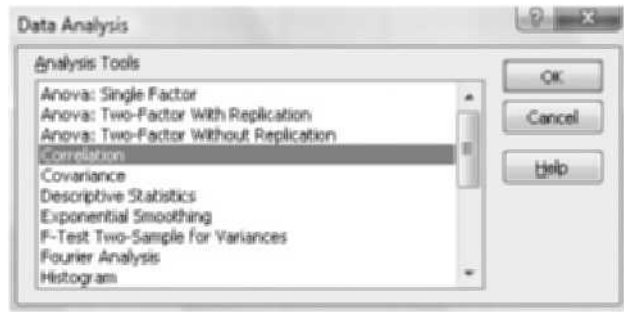 Data Analysis
Analysis Tools
Anova: Single Factor
Anova: Two-Factor With Replication
Anova: Two-Factor Without Replication
Correlation
Covariance
Descriptive Statistics
Exponential Smoothing
F-Test Two-Sample for Variances
Fourier Analysis
Histogram
OK
Cancel
Help